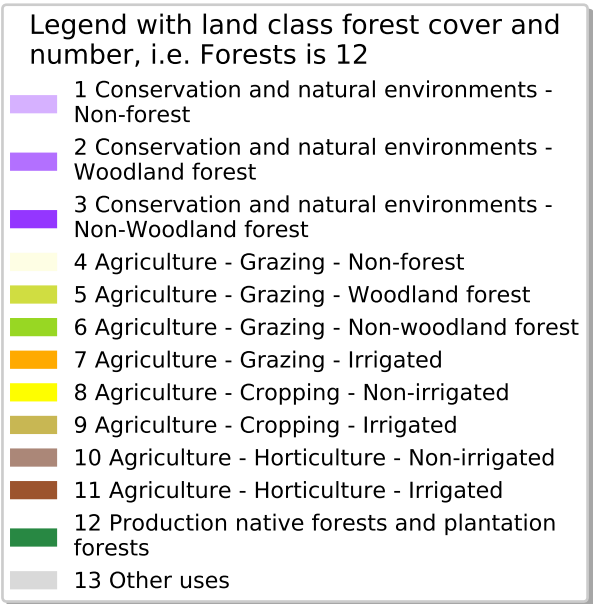 Legend with land class forest cover and
number, i.e. Forests is 12
1 Conservation and natural environments -
Non-forest
2 Conservation and natural environments -
Woodland forest
3 Conservation and natural environments -
Non-Woodland forest
4 Agriculture - Grazing - Non-forest
5 Agriculture - Grazing - Woodland forest
6 Agriculture - Grazing - Non-woodland forest
7 Agriculture - Grazing - Irrigated
8 Agriculture - Cropping - Non-irrigated
9 Agriculture - Cropping - Irrigated
10 Agriculture - Horticulture - Non-irrigated
11 Agriculture - Horticulture - Irrigated
12 Production native forests and plantation
forests
13 Other uses